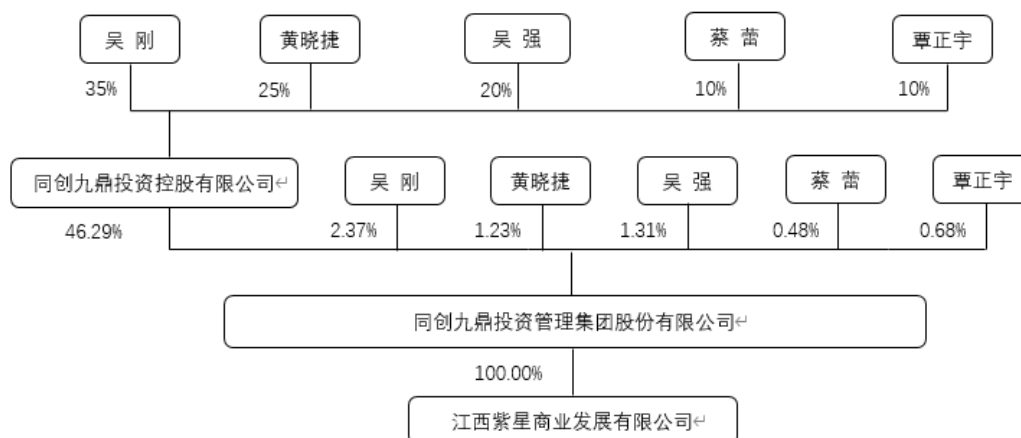 吴 刚
黄晓捷
吴 强
蔡 蕾
覃正宇
35%
25%
20%
10%
10%
同创九鼎投资控股有限公司↵
吴 刚
黄晓捷
吴 强
蔡 蕾
覃正宇
46.29%
2.37%
1.23%
1.31%
0.48%
0.68%
同创九鼎投资管理集团股份有限公司↵
100.00%
江西紫星商业发展有限公司↵